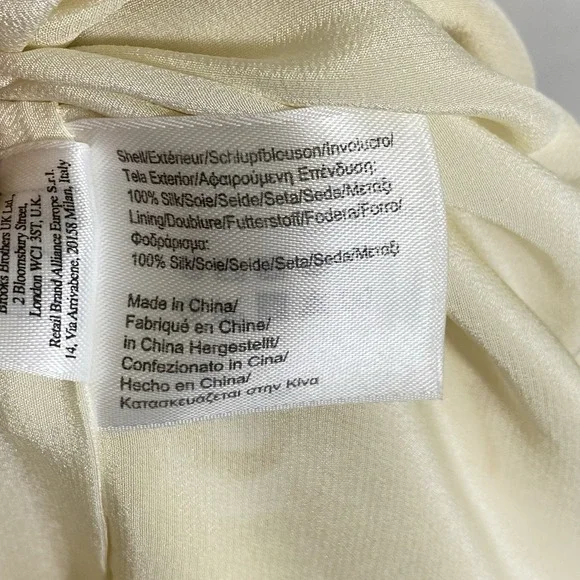 Brooks Brothers UK Ltd.,
2 Bloomsbury Street,
London WC1 3ST, U.K.
Retail Brand Alliance Europe S.r.l.
14, Via Arrivabene, 20158 Milan, Italy
Shell/Extérieur/Schlupfblouson/Involucro/
Tela Exterior/Αφαιρούμενη Επένδυση:
100% Silk/Soie/Seide/Seta/Seda/Μεταξι
Lining/Doublure/Futterstoff/Fodera/Forro/
Φοδράρισμα:
100% Silk/Soie/Seide/Seta/Seda/Μεταξι
Made in China/
Fabriqué en Chine/
in China Hergestellt/
Confezionato in Cina/
Hecho en China/
Κατασκευάζεται στην Κίνα